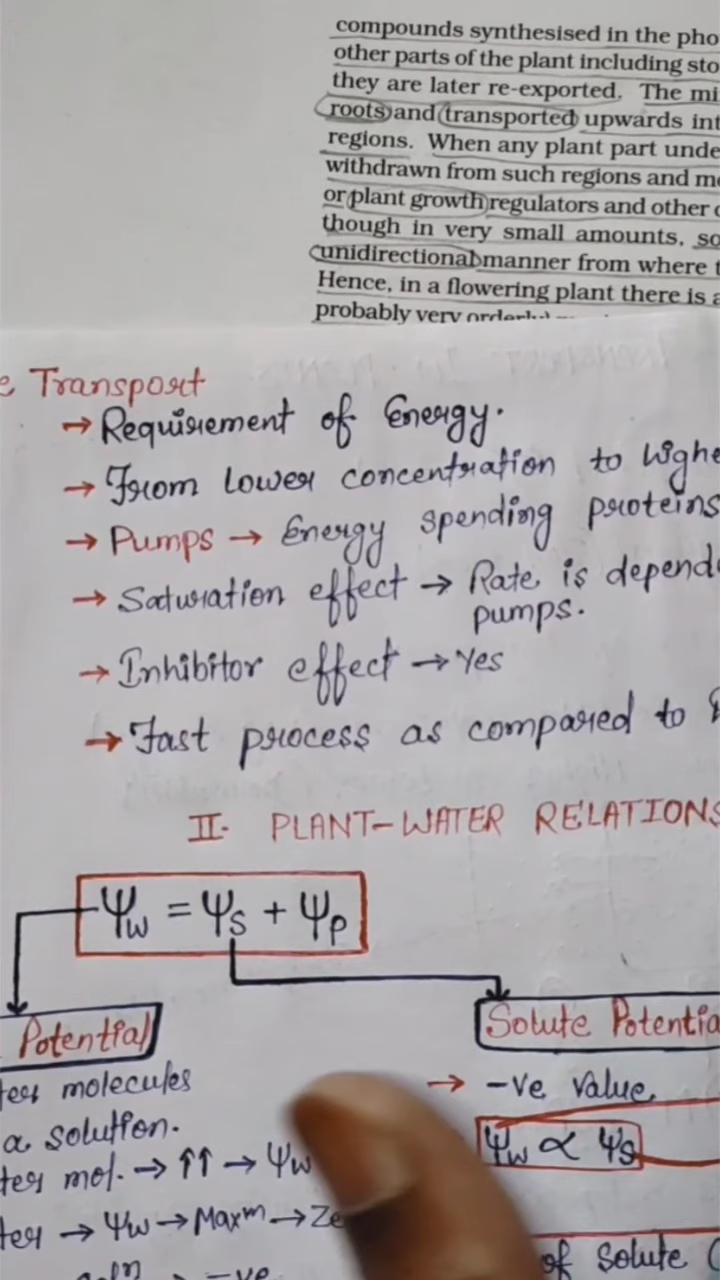 compounds synthesised in the pho
other parts of the plant including sto
they are later re-exported. The mi
roots and transported upwards int
regions. When any plant part unde
withdrawn from such regions and m
or plant growth regulators and other
though in very small amounts, so
unidirectional manner from where t
Hence, in a flowering plant there is a
probably very orderly
e Transport
→ Requirement of Energy.
→ From lower concentration to highe
→ Pumps → Energy spending proteins
→ Saturation effect → Rate is depend
pumps.
→ Inhibitor effect → Yes
→ Fast process as compared to
II. PLANT-WATER RELATIONS
Ψw = Ψs + Ψp
Potential
Solute Potentia
ter molecules
→ -ve value
a solution.
Ψw ∝ Ψs
ter mol. → ↑↑ → Ψw
ter → Ψw → Maxᵐ → Ze
of solute
solⁿ → -ve